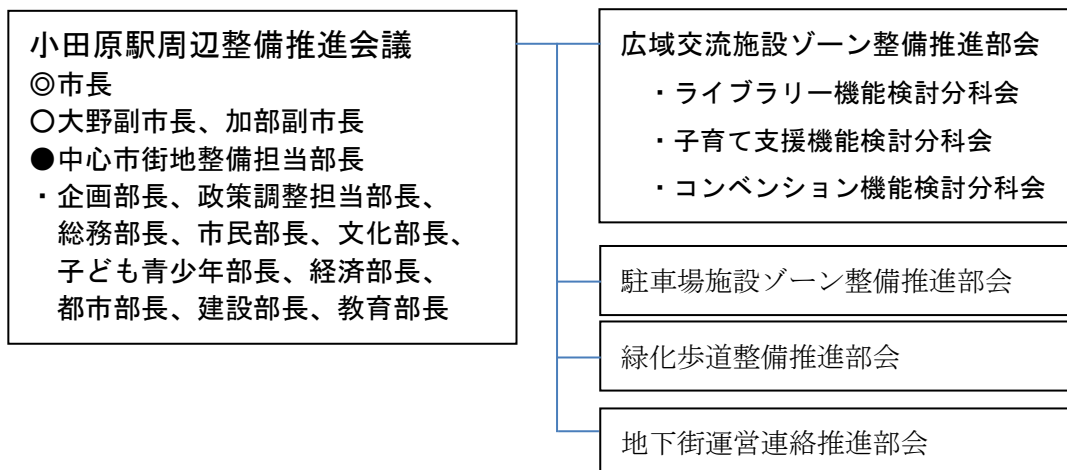 小田原駅周辺整備推進会議
◎市長
〇大野副市長、加部副市長
●中心市街地整備担当部長
・企画部長、政策調整担当部長、
総務部長、市民部長、文化部長、
子ども青少年部長、経済部長、
都市部長、建設部長、教育部長
広域交流施設ゾーン整備推進部会
・ライブラリー機能検討分科会
・子育て支援機能検討分科会
・コンベンション機能検討分科会
駐車場施設ゾーン整備推進部会
緑化歩道整備推進部会
地下街運営連絡推進部会